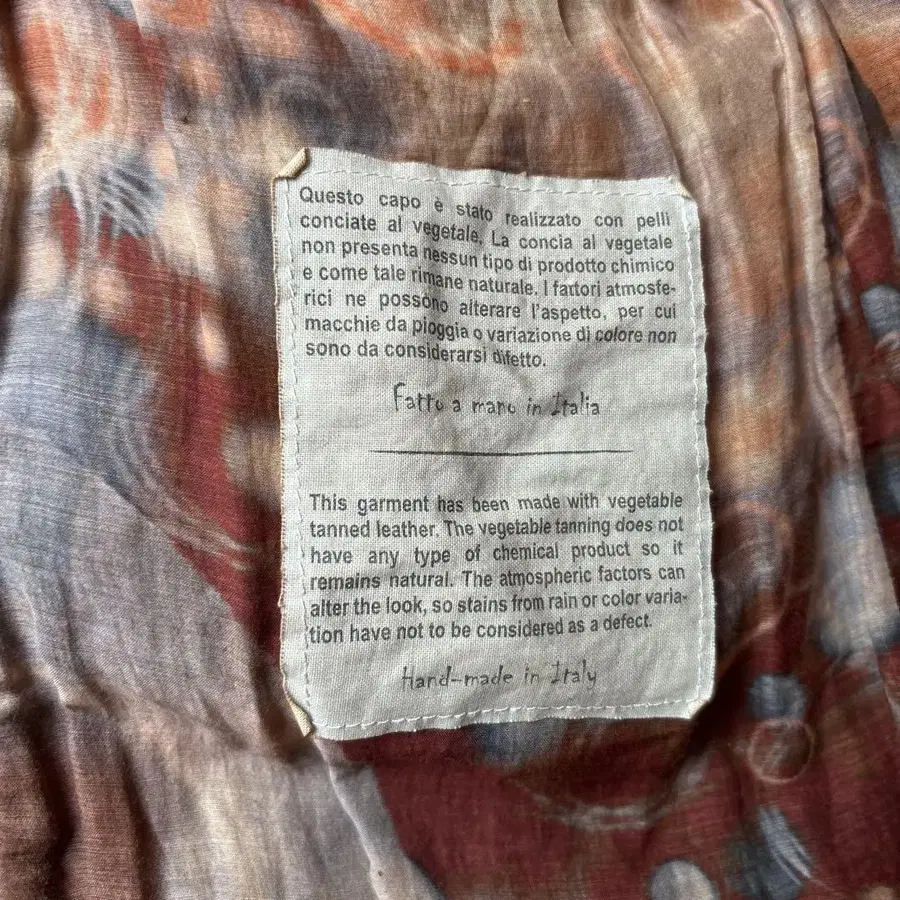 Questo capo è stato realizzato con pelli
conciate al vegetale. La concia al vegetale
non presenta nessun tipo di prodotto chimico
e come tale rimane naturale. I fattori atmosfe-
rici ne possono alterare l'aspetto, per cui
macchie da pioggia o variazione di colore non
sono da considerarsi difetto.
Fatto a mano in Italia
This garment has been made with vegetable
tanned leather. The vegetable tanning does not
have any type of chemical product so it
remains natural. The atmospheric factors can
alter the look, so stains from rain or color varia-
tion have not to be considered as a defect.
Hand-made in Italy